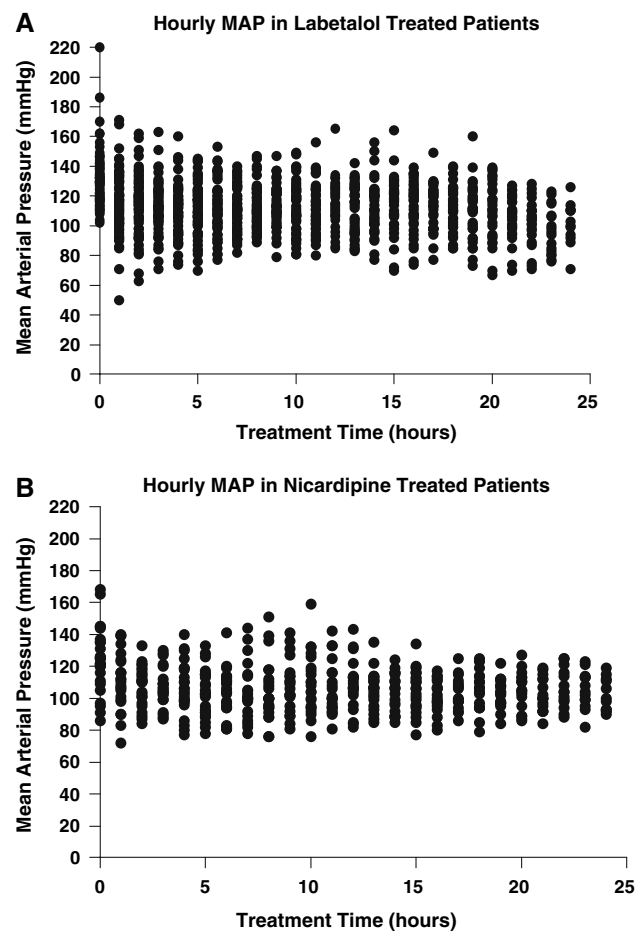 A
Hourly MAP in Labetalol Treated Patients
Mean Arterial Pressure (mmHg)
220
200
180
160
140
120
100
80
60
40
20
0
0 5 10 15 20 25
Treatment Time (hours)
B
Hourly MAP in Nicardipine Treated Patients
Mean Arterial Pressure (mmHg)
220
200
180
160
140
120
100
80
60
40
20
0
0 5 10 15 20 25
Treatment Time (hours)